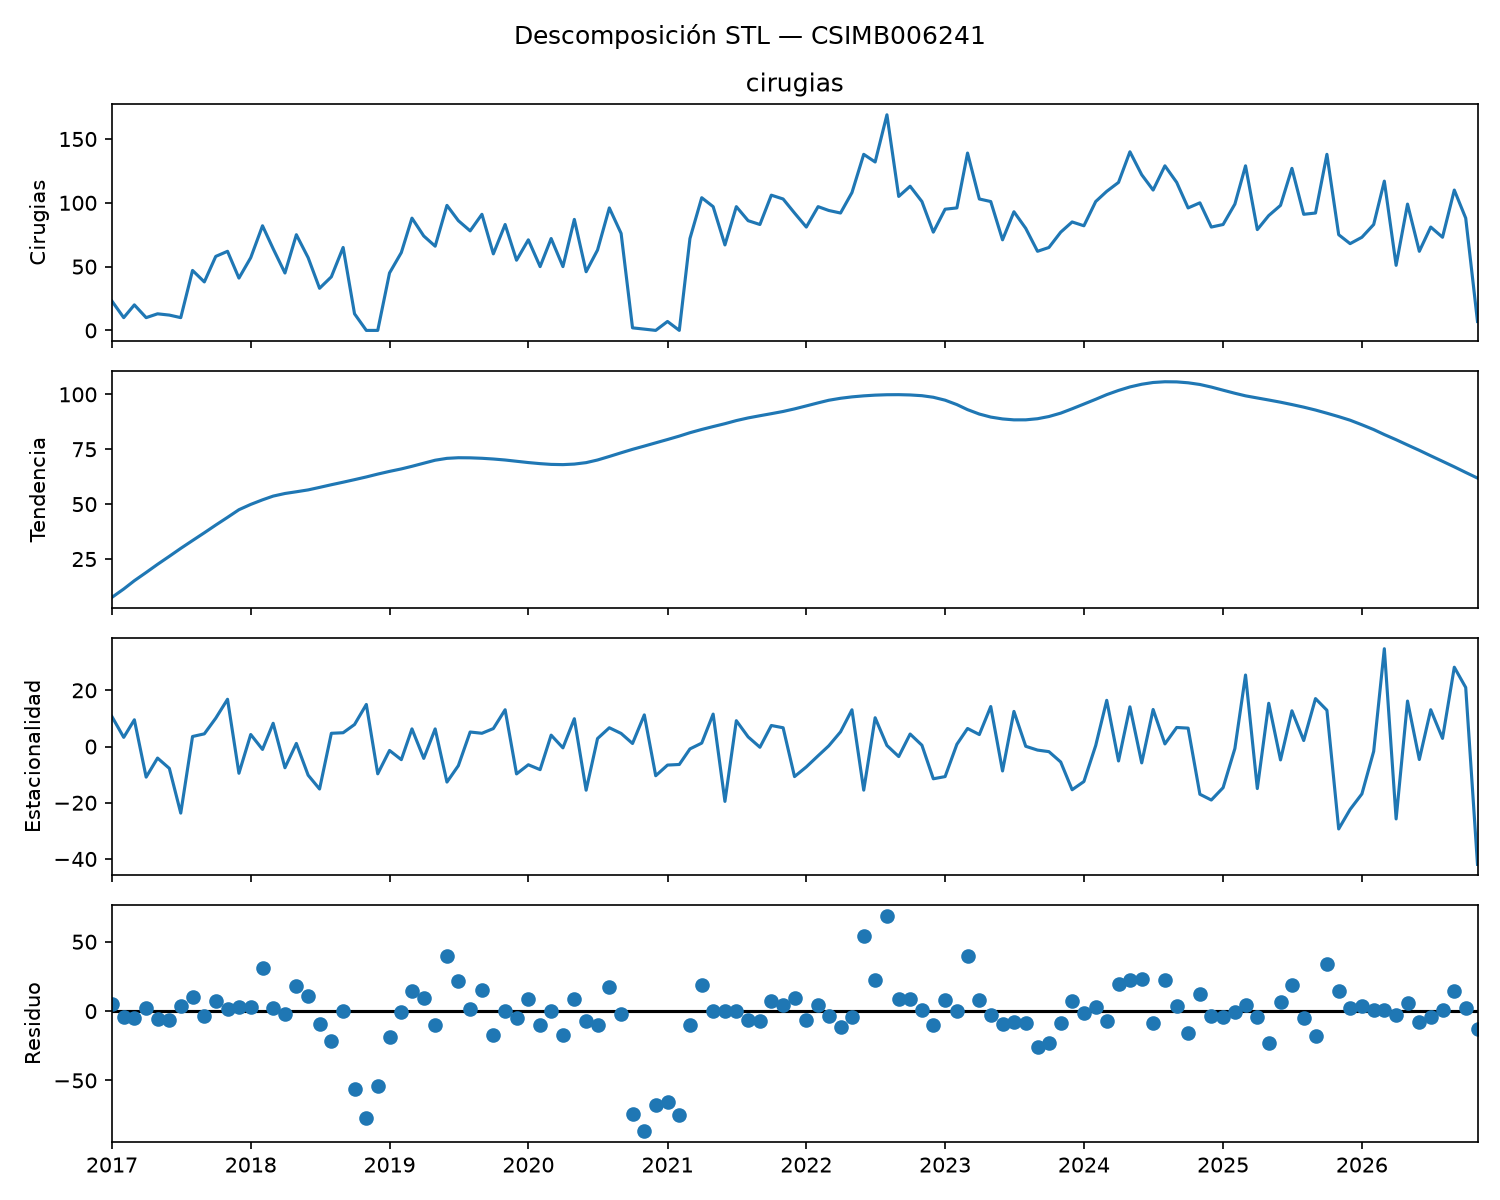 Descomposición STL — CSIMB006241
cirugias
Cirugias
150
100
50
0
Tendencia
100
75
50
25
Estacionalidad
20
0
−20
−40
Residuo
50
0
−50
2017 2018 2019 2020 2021 2022 2023 2024 2025 2026